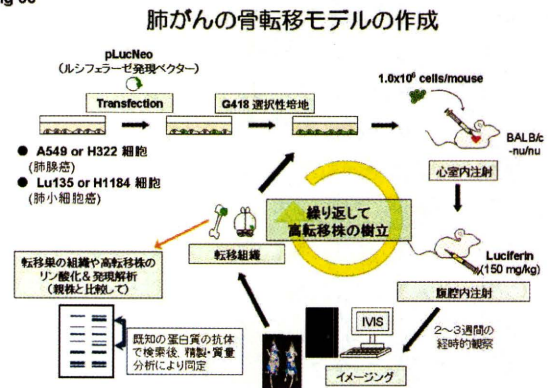 肺がんの骨転移モデルの作成
pLucNeo
(ルシフェラーゼ発現ベクター)
Transfection
G418 選択性培地
1.0x10⁶ cells/mouse
● A549 or H322 細胞
(肺腺癌)
● Lu135 or H1184 細胞
(肺小細胞癌)
BALB/c
-nu/nu
心室内注射
繰り返して
高転移株の樹立
転移組織
Luciferin
(150 mg/kg)
腹腔内注射
転移巣の組織や高転移株の
リン酸化&発現解析
(親株と比較して)
既知の蛋白質の抗体
で検索後、精製・質量
分析により同定
IVIS
2~3週間の
経時的観察
イメージング